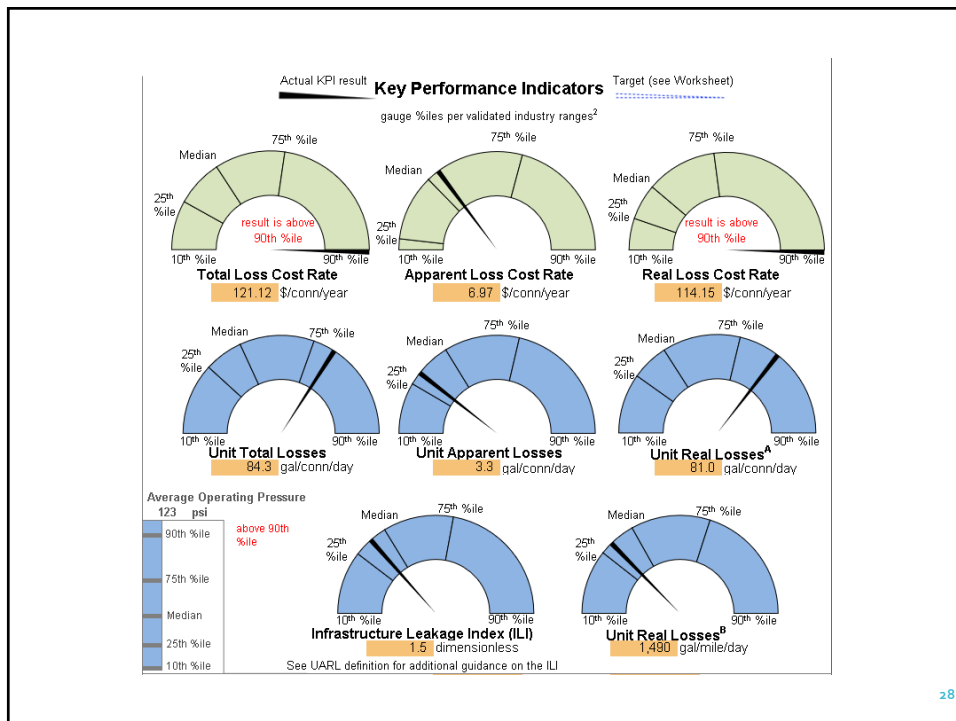 Actual KPI result
Key Performance Indicators
Target (see Worksheet)
gauge %iles per validated industry ranges2
75th %ile
Median
25th
%ile
result is above
90th %ile
10th %ile
90th %ile
Total Loss Cost Rate
121.12 $/conn/year
75th %ile
Median
25th
%ile
10th %ile
90th %ile
Apparent Loss Cost Rate
6.97 $/conn/year
75th %ile
Median
25th
%ile
result is above
90th %ile
10th %ile
90th %ile
Real Loss Cost Rate
114.15 $/conn/year
Median
75th %ile
25th
%ile
10th %ile
90th %ile
Unit Total Losses
84.3 gal/conn/day
75th %ile
Median
25th
%ile
10th %ile
90th %ile
Unit Apparent Losses
3.3 gal/conn/day
75th %ile
Median
25th
%ile
10th %ile
90th %ile
Unit Real LossesA
81.0 gal/conn/day
Average Operating Pressure
123 psi
above 90th
%ile
90th %ile
75th %ile
Median
25th %ile
10th %ile
75th %ile
Median
25th
%ile
10th %ile
90th %ile
Infrastructure Leakage Index (ILI)
1.5 dimensionless
See UARL definition for additional guidance on the ILI
75th %ile
Median
25th
%ile
10th %ile
90th %ile
Unit Real LossesB
1,490 gal/mile/day
28